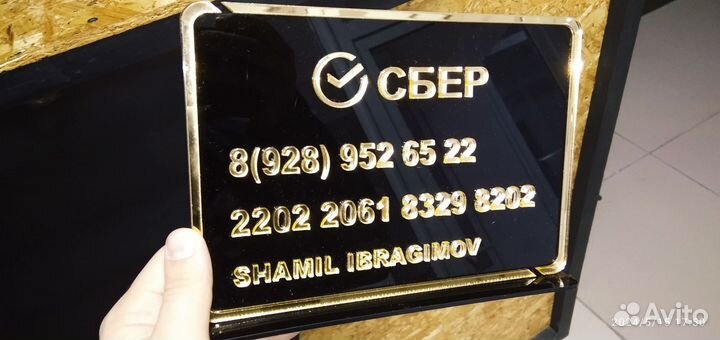 СБЕР
8(928) 952 65 22
2202 2061 8329 8202
SHAMIL IBRAGIMOV
Avito